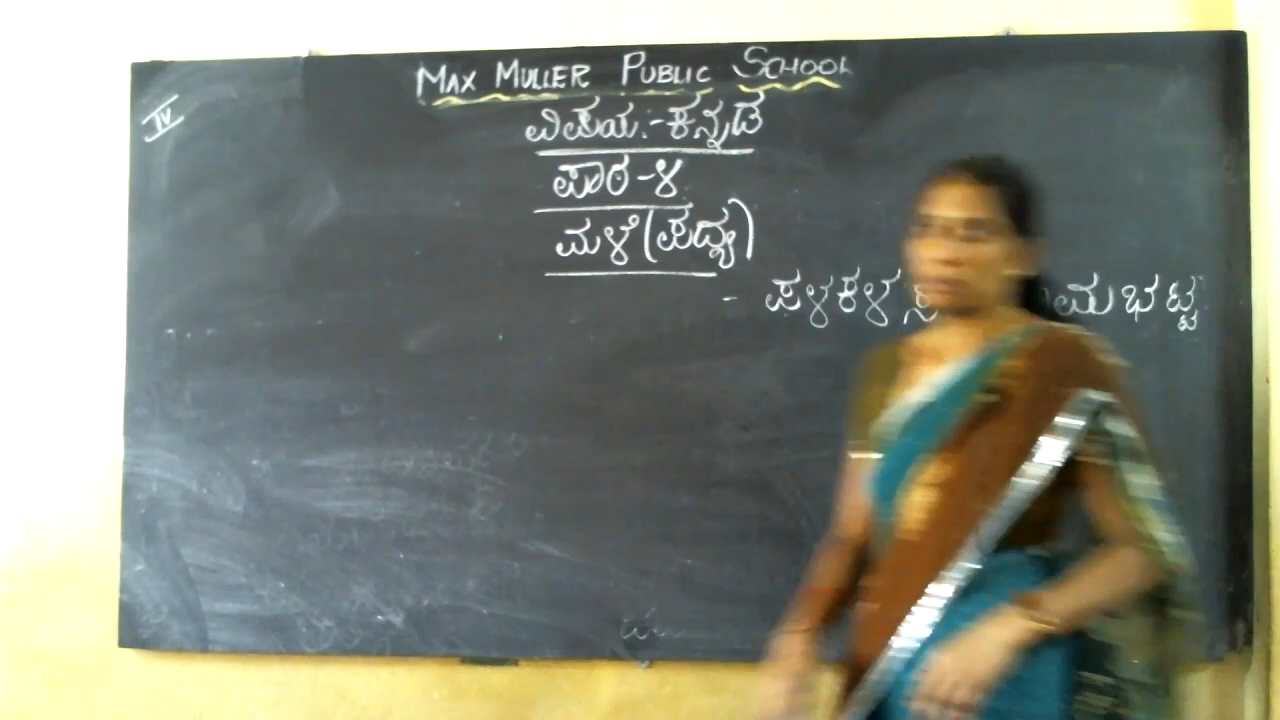 MAX MULLER PUBLIC SCHOOL
IV
ವಿಷಯ:-ಕನ್ನಡ
ಪಾಠ-೪
ಮಳೆ(ಪದ್ಯ)
- ಪಳಕಳ ಮಭಟ್ಟ